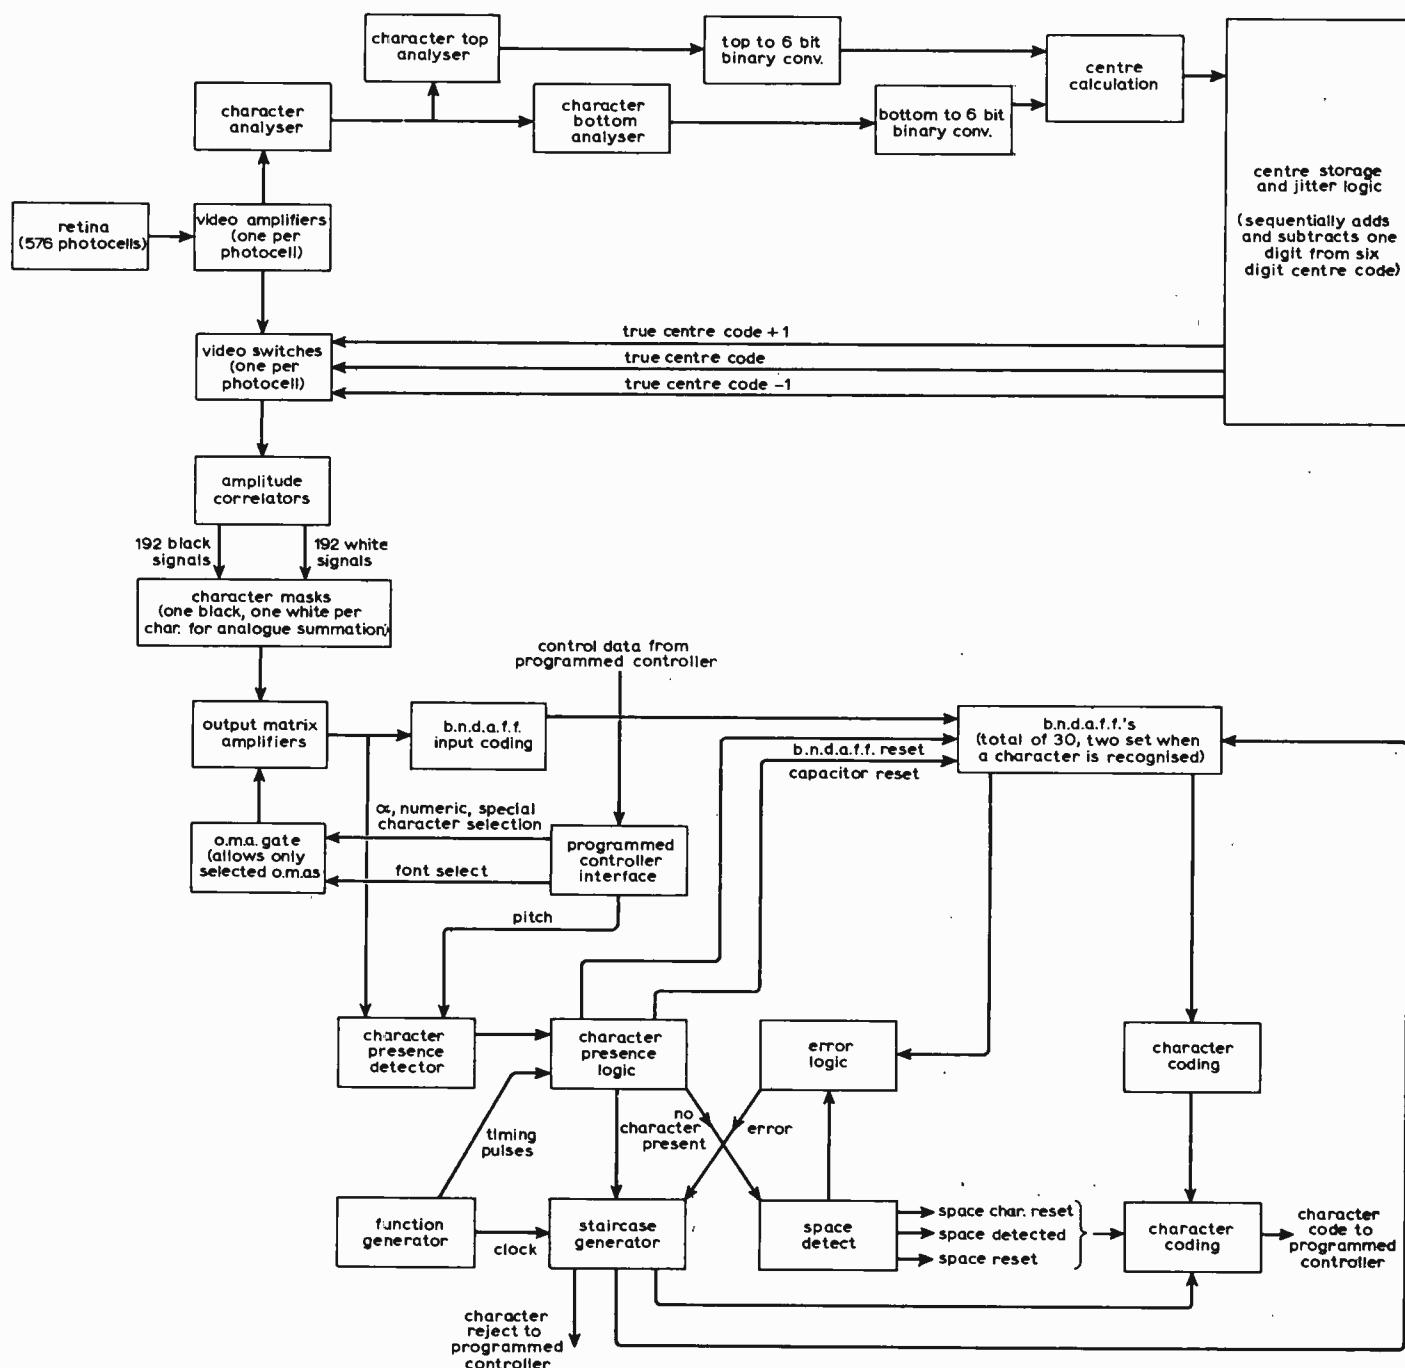 character top
analyser
top to 6 bit
binary conv.
centre
calculation
character
analyser
character
bottom
analyser
bottom to 6 bit
binary conv.
centre storage
and jitter logic
(sequentially adds
and subtracts one
digit from six
digit centre code)
retina
(576 photocells)
video amplifiers
(one per
photocell)
video switches
(one per
photocell)
true centre code + 1
true centre code
true centre code -1
amplitude
correlators
192 black
signals
192 white
signals
character masks
(one black, one white per
char. for analogue summation)
control data from
programmed controller
output matrix
amplifiers
b.n.d.a.f.f.
input coding
b.n.d.a.f.f.'s
(total of 30, two set when
a character is recognised)
b.n.d.a.f.f. reset
capacitor reset
α, numeric, special
character selection
o.m.a. gate
(allows only
selected o.m.as
font select
programmed
controller
interface
pitch
character
presence
detector
character
presence
logic
error
logic
character
coding
timing
pulses
no
character
present
error
function
generator
clock
staircase
generator
space
detect
space char. reset
space detected
space reset
character
coding
character
code to
programmed
controller
character
reject to
programmed
controller